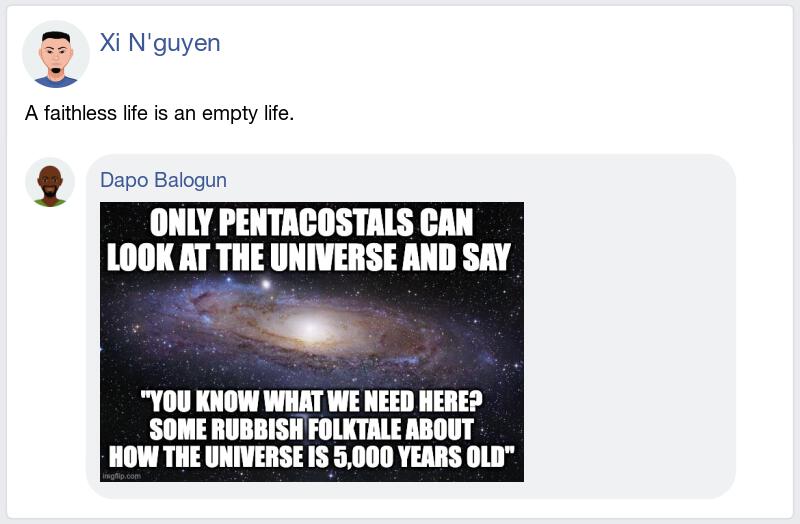 Xi N'guyen
A faithless life is an empty life.
Dapo Balogun
ONLY PENTACOSTALS CAN
LOOK AT THE UNIVERSE AND SAY
"YOU KNOW WHAT WE NEED HERE?
SOME RUBBISH FOLKTALE ABOUT
HOW THE UNIVERSE IS 5,000 YEARS OLD"
imgflip.com